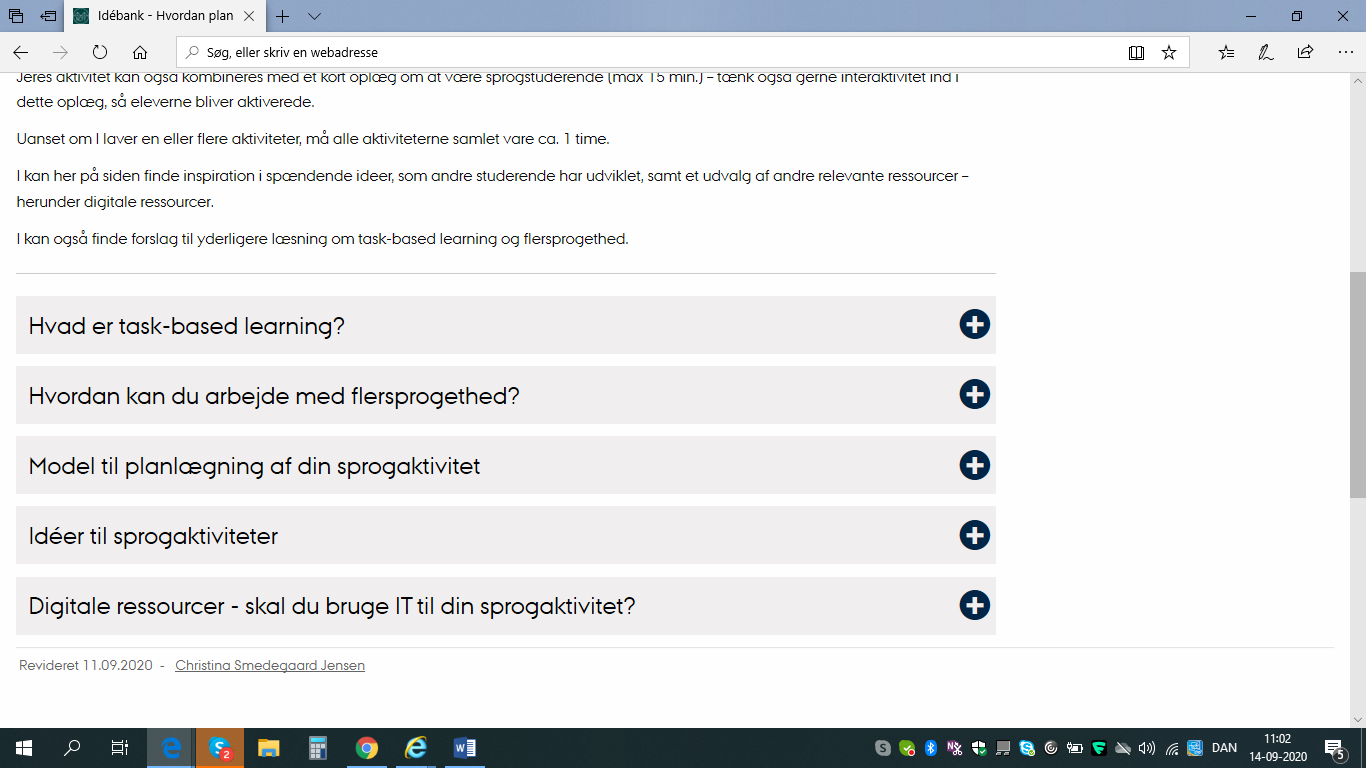 Idébank - Hvordan plan
Søg, eller skriv en webadresse
Jeres aktivitet kan også kombineres med et kort oplæg om at være sprogstuderende (max 15 min.) – tænk også gerne interaktivitet ind i
dette oplæg, så eleverne bliver aktiverede.
Uanset om I laver en eller flere aktiviteter, må alle aktiviteterne samlet vare ca. 1 time.
I kan her på siden finde inspiration i spændende ideer, som andre studerende har udviklet, samt et udvalg af andre relevante ressourcer –
herunder digitale ressourcer.
I kan også finde forslag til yderligere læsning om task-based learning og flersprogethed.
Hvad er task-based learning?
Hvordan kan du arbejde med flersprogethed?
Model til planlægning af din sprogaktivitet
Idéer til sprogaktiviteter
Digitale ressourcer - skal du bruge IT til din sprogaktivitet?
Revideret 11.09.2020 - Christina Smedegaard Jensen
2
DAN
11:02
14-09-2020
5